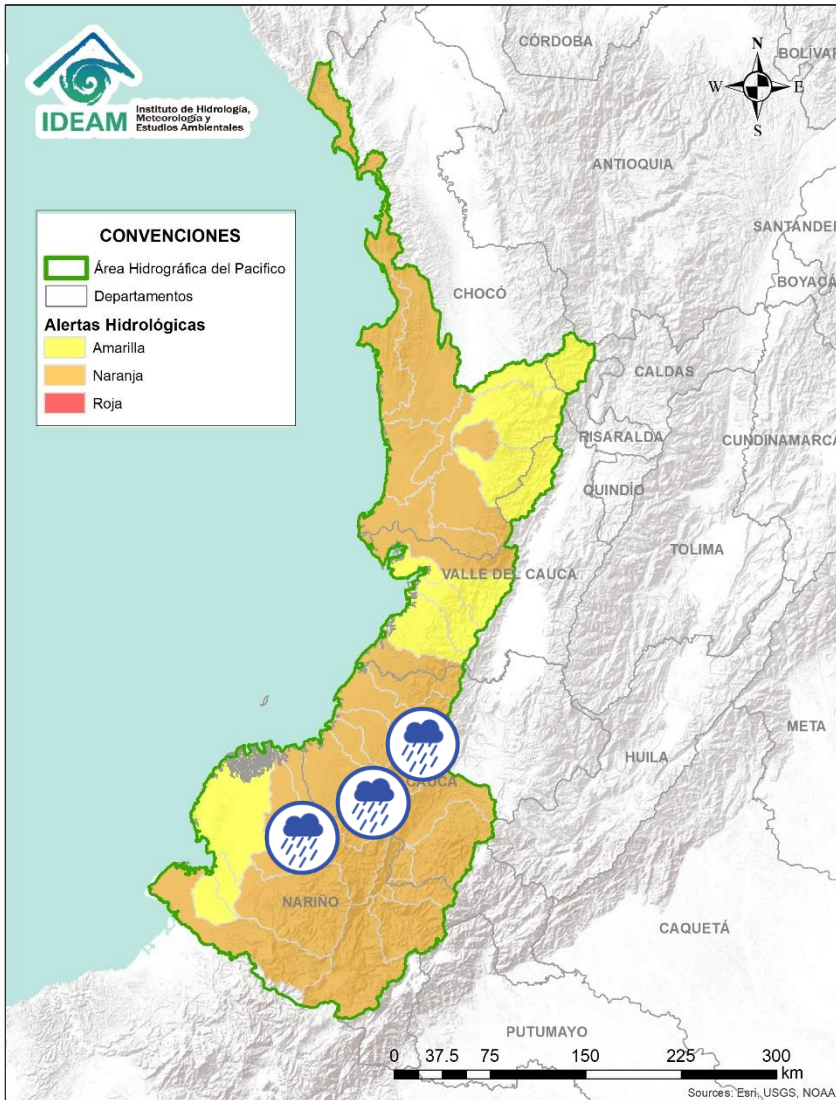 IDEAM
Instituto de Hidrología,
Meteorología y
Estudios Ambientales
CÓRDOBA
BOLÍVAR
N
W
E
S
ANTIOQUIA
SANTANDER
BOYACÁ
CONVENCIONES
Área Hidrográfica del Pacifico
Departamentos
Alertas Hidrológicas
Amarilla
Naranja
Roja
CHOCÓ
CALDAS
RISARALDA
CUNDINAMARCA
QUINDÍO
TOLIMA
VALLE DEL CAUCA
META
HUILA
CAUCA
NARIÑO
CAQUETÁ
PUTUMAYO
0 37.5 75 150 225 300
km
Sources: Esri, USGS, NOAA